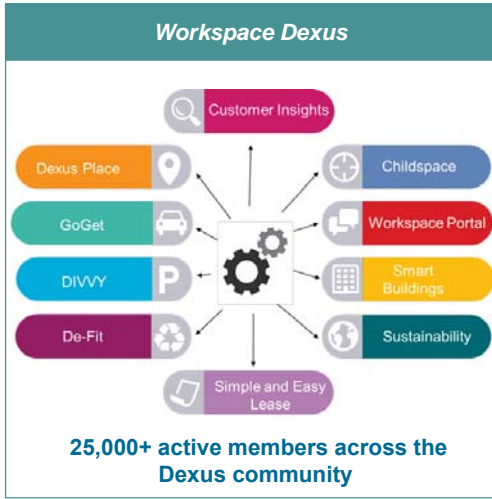 Workspace Dexus
Customer Insights
Dexus Place
Childspace
GoGet
Workspace Portal
DIVVY
P
Smart
Buildings
De-Fit
Sustainability
Simple and Easy
Lease
25,000+ active members across the
Dexus community